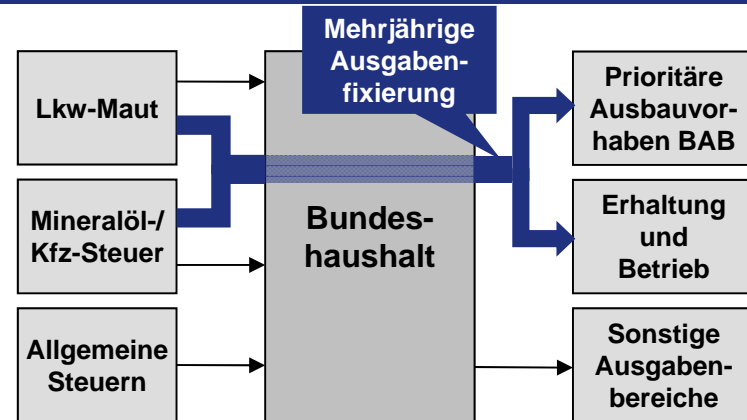 Mehrjährige
Ausgaben-
fixierung
Lkw-Maut
Mineralöl-/
Kfz-Steuer
Allgemeine
Steuern
Bundes-
haushalt
Prioritäre
Ausbauvor-
haben BAB
Erhaltung
und
Betrieb
Sonstige
Ausgaben-
bereiche